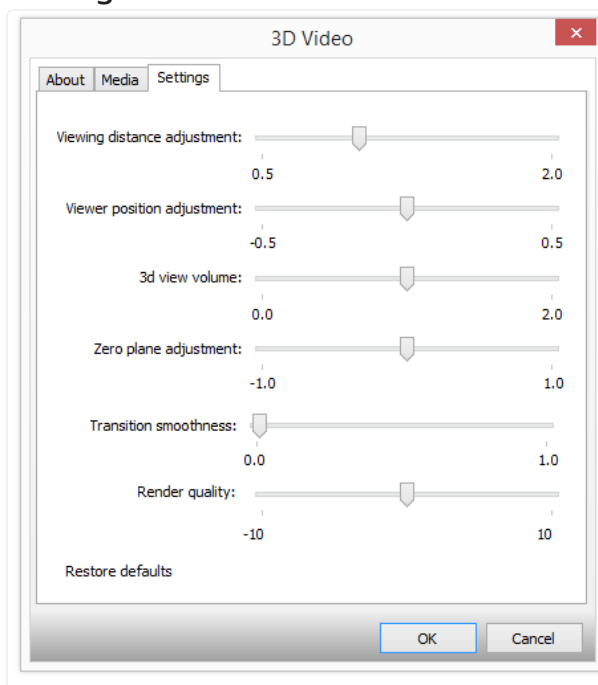 3D Video
About Media Settings
Viewing distance adjustment:
0.5 2.0
Viewer position adjustment:
-0.5 0.5
3d view volume:
0.0 2.0
Zero plane adjustment:
-1.0 1.0
Transition smoothness:
0.0 1.0
Render quality:
-10 10
Restore defaults
OK Cancel